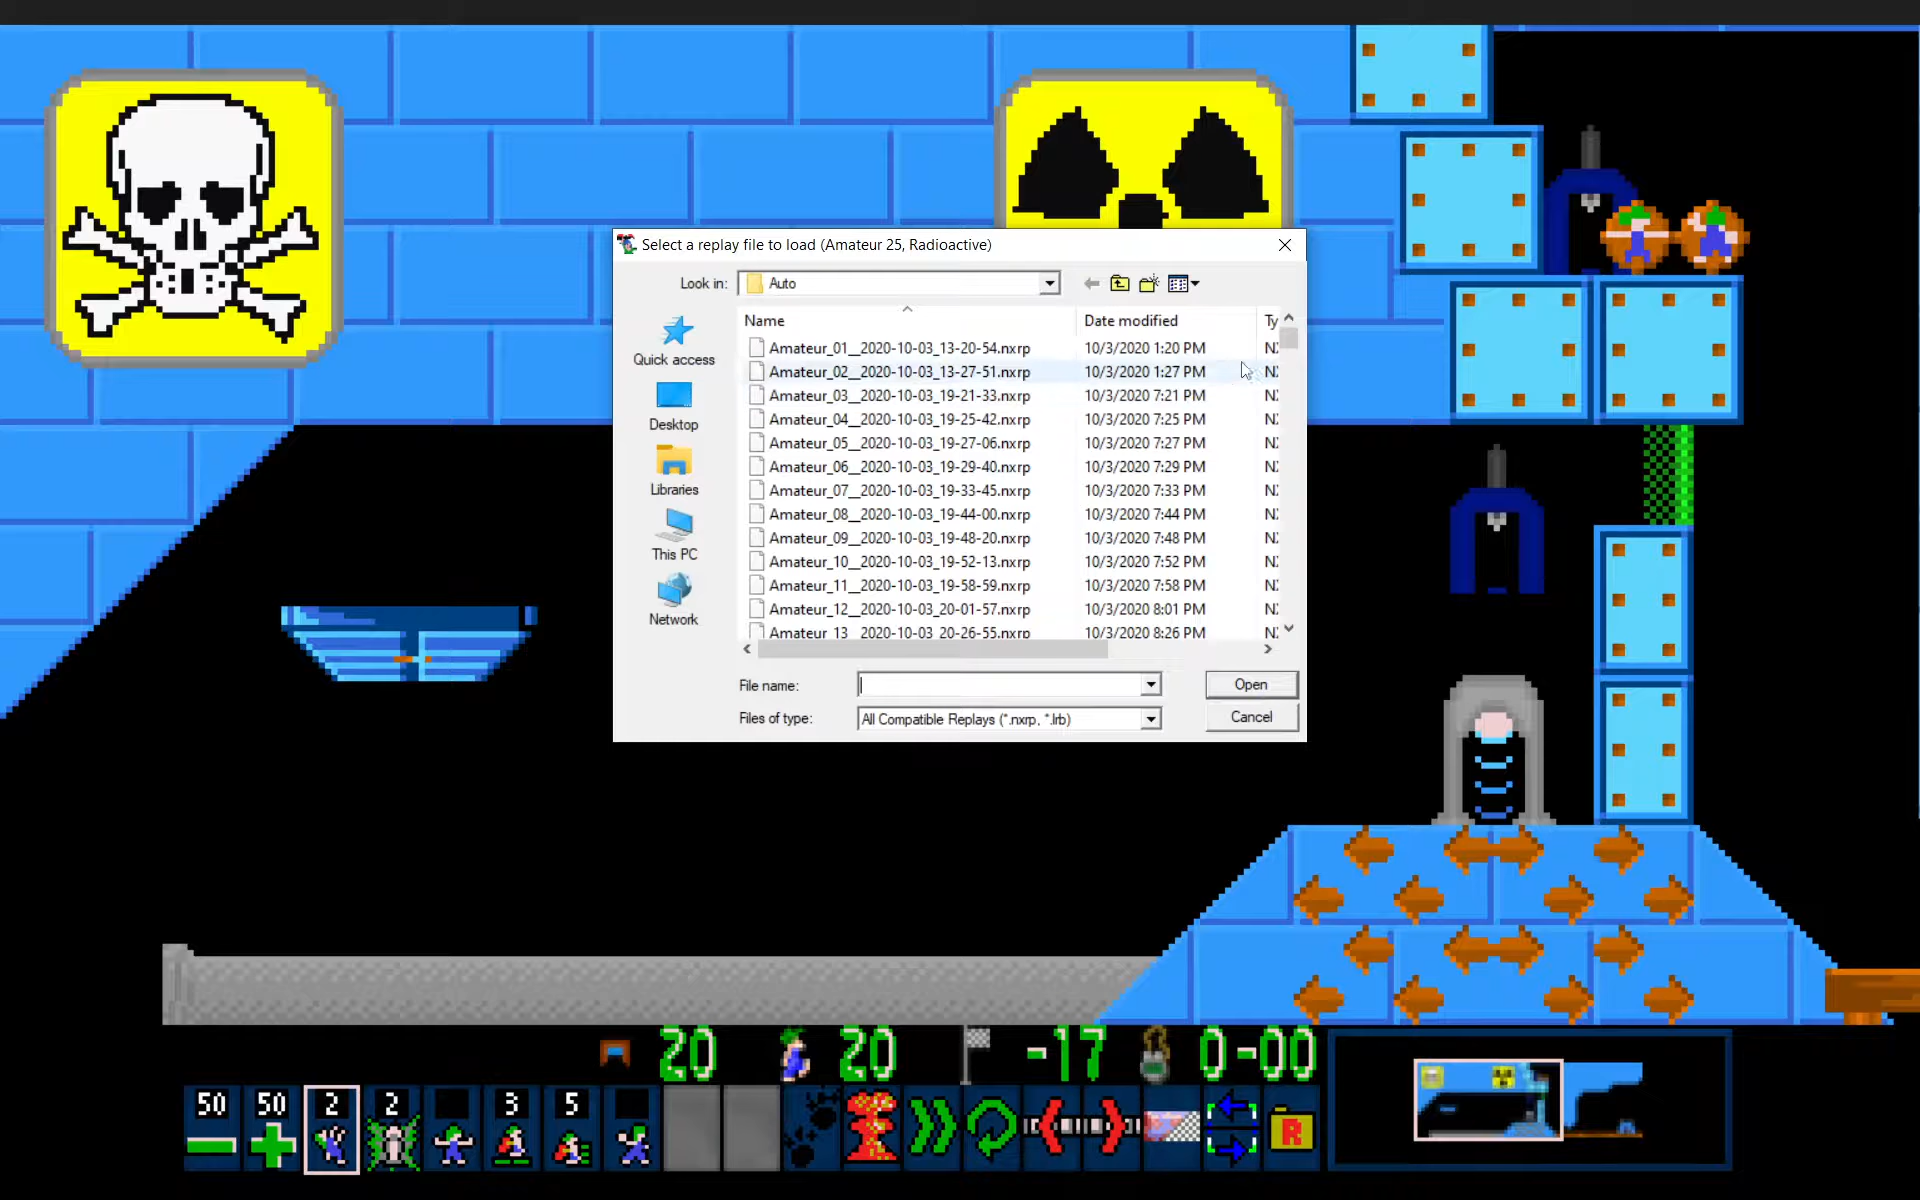 Select a replay file to load (Amateur 25, Radioactive)
Look in: Auto
Name Date modified Ty
Quick access
Desktop
Libraries
This PC
Network
Amateur_01__2020-10-03_13-20-54.nxrp 10/3/2020 1:20 PM
Amateur_02__2020-10-03_13-27-51.nxrp 10/3/2020 1:27 PM
Amateur_03__2020-10-03_19-21-33.nxrp 10/3/2020 7:21 PM
Amateur_04__2020-10-03_19-25-42.nxrp 10/3/2020 7:25 PM
Amateur_05__2020-10-03_19-27-06.nxrp 10/3/2020 7:27 PM
Amateur_06__2020-10-03_19-29-40.nxrp 10/3/2020 7:29 PM
Amateur_07__2020-10-03_19-33-45.nxrp 10/3/2020 7:33 PM
Amateur_08__2020-10-03_19-44-00.nxrp 10/3/2020 7:44 PM
Amateur_09__2020-10-03_19-48-20.nxrp 10/3/2020 7:48 PM
Amateur_10__2020-10-03_19-52-13.nxrp 10/3/2020 7:52 PM
Amateur_11__2020-10-03_19-58-59.nxrp 10/3/2020 7:58 PM
Amateur_12__2020-10-03_20-01-57.nxrp 10/3/2020 8:01 PM
Amateur_13__2020-10-03_20-26-55.nxrp 10/3/2020 8:26 PM
File name:
Open
Files of type: All Compatible Replays (*.nxrp, *.lrb)
Cancel
20 20 -17 0-00
50 50 2 2 3 5
R